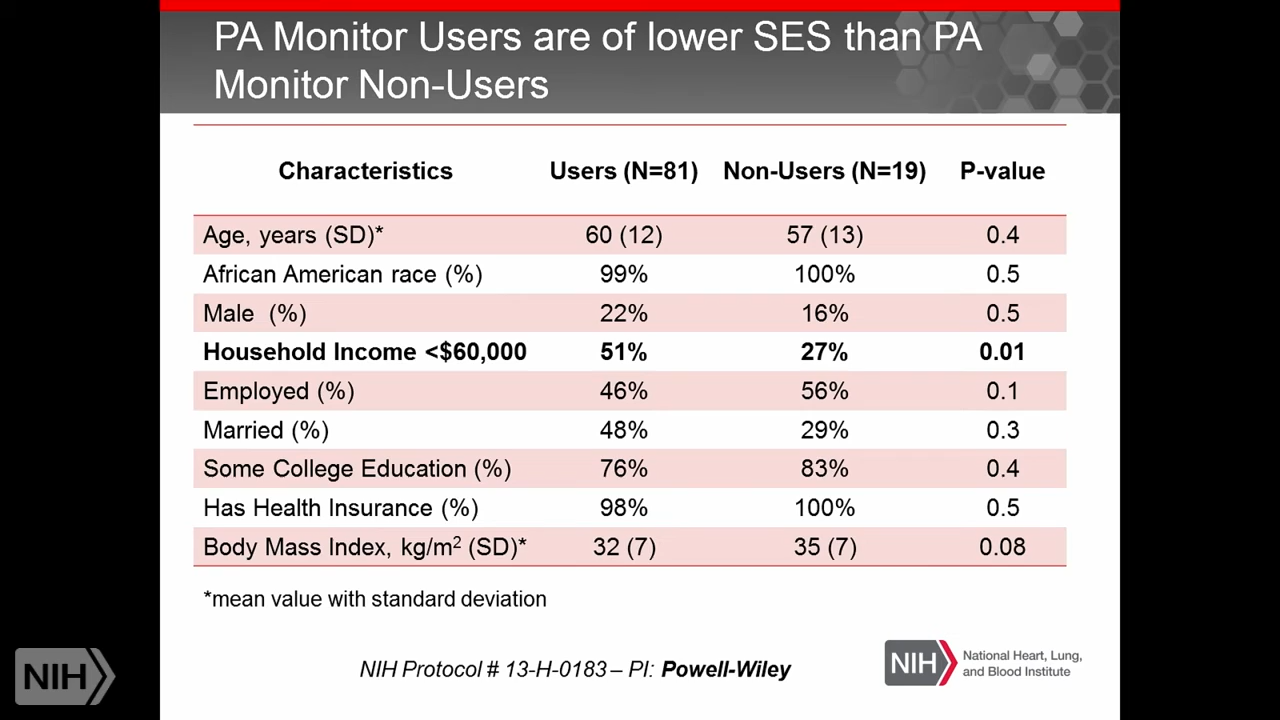 PA Monitor Users are of lower SES than PA
Monitor Non-Users
Characteristics Users (N=81) Non-Users (N=19) P-value
Age, years (SD)* 60 (12) 57 (13) 0.4
African American race (%) 99% 100% 0.5
Male (%) 22% 16% 0.5
Household Income <$60,000 51% 27% 0.01
Employed (%) 46% 56% 0.1
Married (%) 48% 29% 0.3
Some College Education (%) 76% 83% 0.4
Has Health Insurance (%) 98% 100% 0.5
Body Mass Index, kg/m² (SD)* 32 (7) 35 (7) 0.08
*mean value with standard deviation
NIH Protocol # 13-H-0183 – PI: Powell-Wiley
NIH National Heart, Lung,
and Blood Institute
NIH